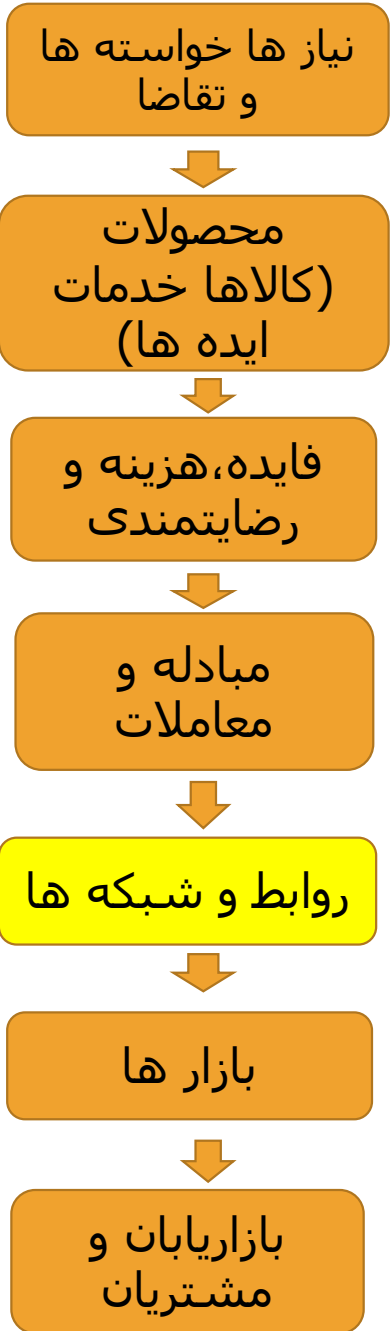 نیاز ها خواسته ها
و تقاضا
محصولات
(کالاها خدمات
ایده ها)
فایده،هزینه و
رضایتمندی
مبادله و
معاملات
روابط و شبکه ها
بازار ها
بازاریابان و
مشتریان